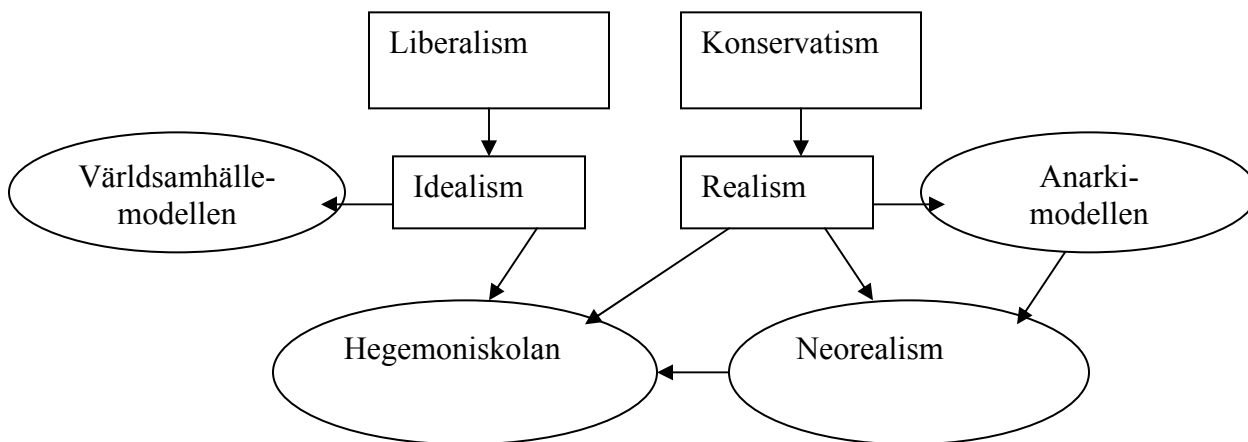 Liberalism
Konservatism
Världsamhälle-
modellen
Idealism
Realism
Anarki-
modellen
Hegemoniskolan
Neorealism